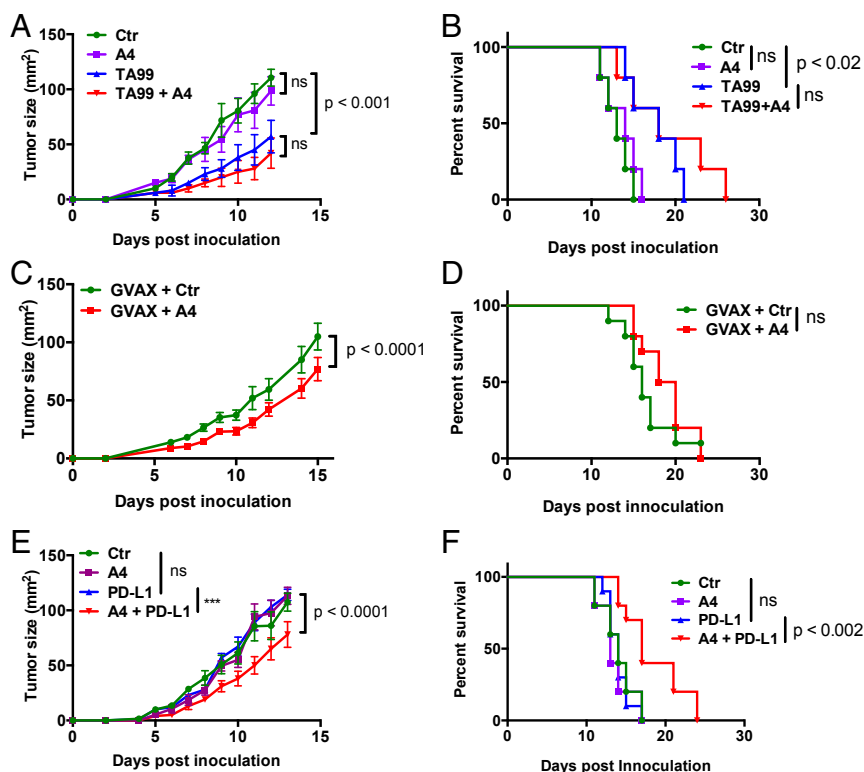 A
Ctr
A4
TA99
TA99 + A4
ns
ns
p < 0.001
Tumor size (mm2)
150
100
50
0
0 5 10 15
Days post inoculation
B
Ctr
A4
TA99
TA99+A4
ns
ns
p < 0.02
Percent survival
100
50
0
0 10 20 30
Days post inoculation
C
GVAX + Ctr
GVAX + A4
p < 0.0001
Tumor size (mm2)
150
100
50
0
0 5 10 15
Days post inoculation
D
GVAX + Ctr
GVAX + A4
ns
Percent survival
100
50
0
0 10 20 30
Days post innoculation
E
Ctr
A4
PD-L1
A4 + PD-L1
ns
***
p < 0.0001
Tumor size (mm2)
150
100
50
0
0 5 10 15
Days post inoculation
F
Ctr
A4
PD-L1
A4 + PD-L1
ns
p < 0.002
Percent survival
100
50
0
0 10 20 30
Days post Innoculation